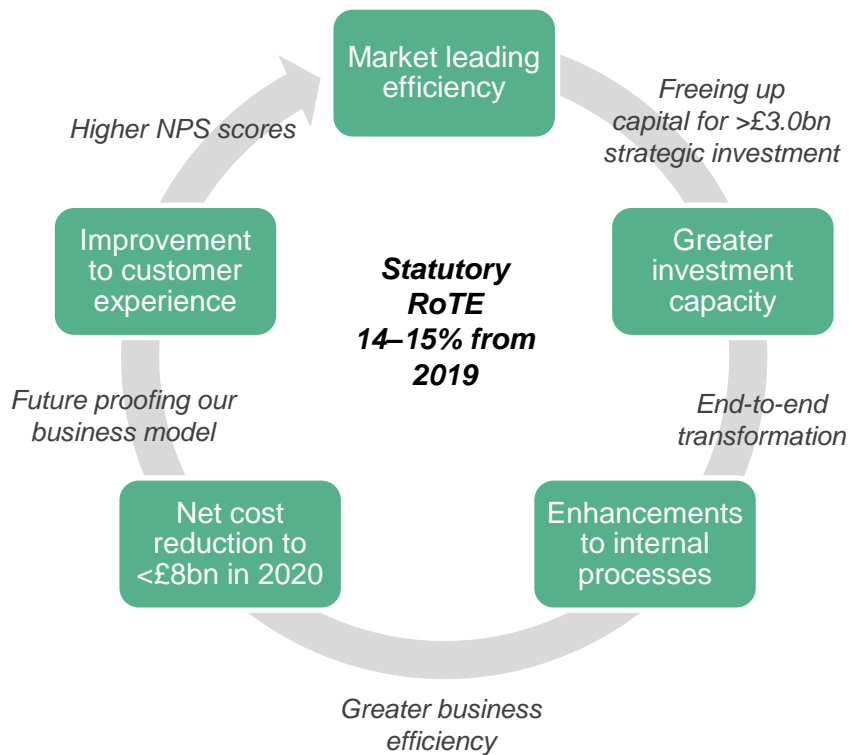 Market leading
efficiency
Freeing up
capital for >£3.0bn
strategic investment
Greater
investment
capacity
End-to-end
transformation
Enhancements
to internal
processes
Greater business
efficiency
Net cost
reduction to
<£8bn in 2020
Future proofing our
business model
Improvement
to customer
experience
Higher NPS scores
Statutory
RoTE
14–15% from
2019